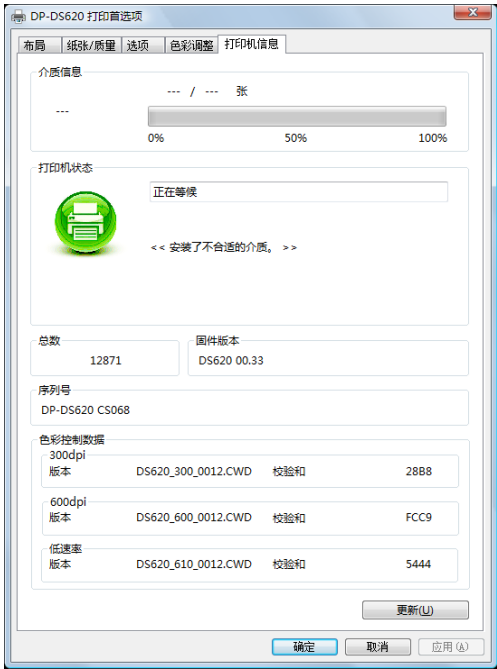 DP-DS620 打印首选项
布局 纸张/质量 选项 色彩调整 打印机信息
介质信息
--- / --- 张
---
0% 50% 100%
打印机状态
正在等候
<< 安装了不合适的介质。 >>
总数 固件版本
12871 DS620 00.33
序列号
DP-DS620 CS068
色彩控制数据
300dpi
版本 DS620_300_0012.CWD 校验和 28B8
600dpi
版本 DS620_600_0012.CWD 校验和 FCC9
低速率
版本 DS620_610_0012.CWD 校验和 5444
更新(U)
确定 取消 应用(A)